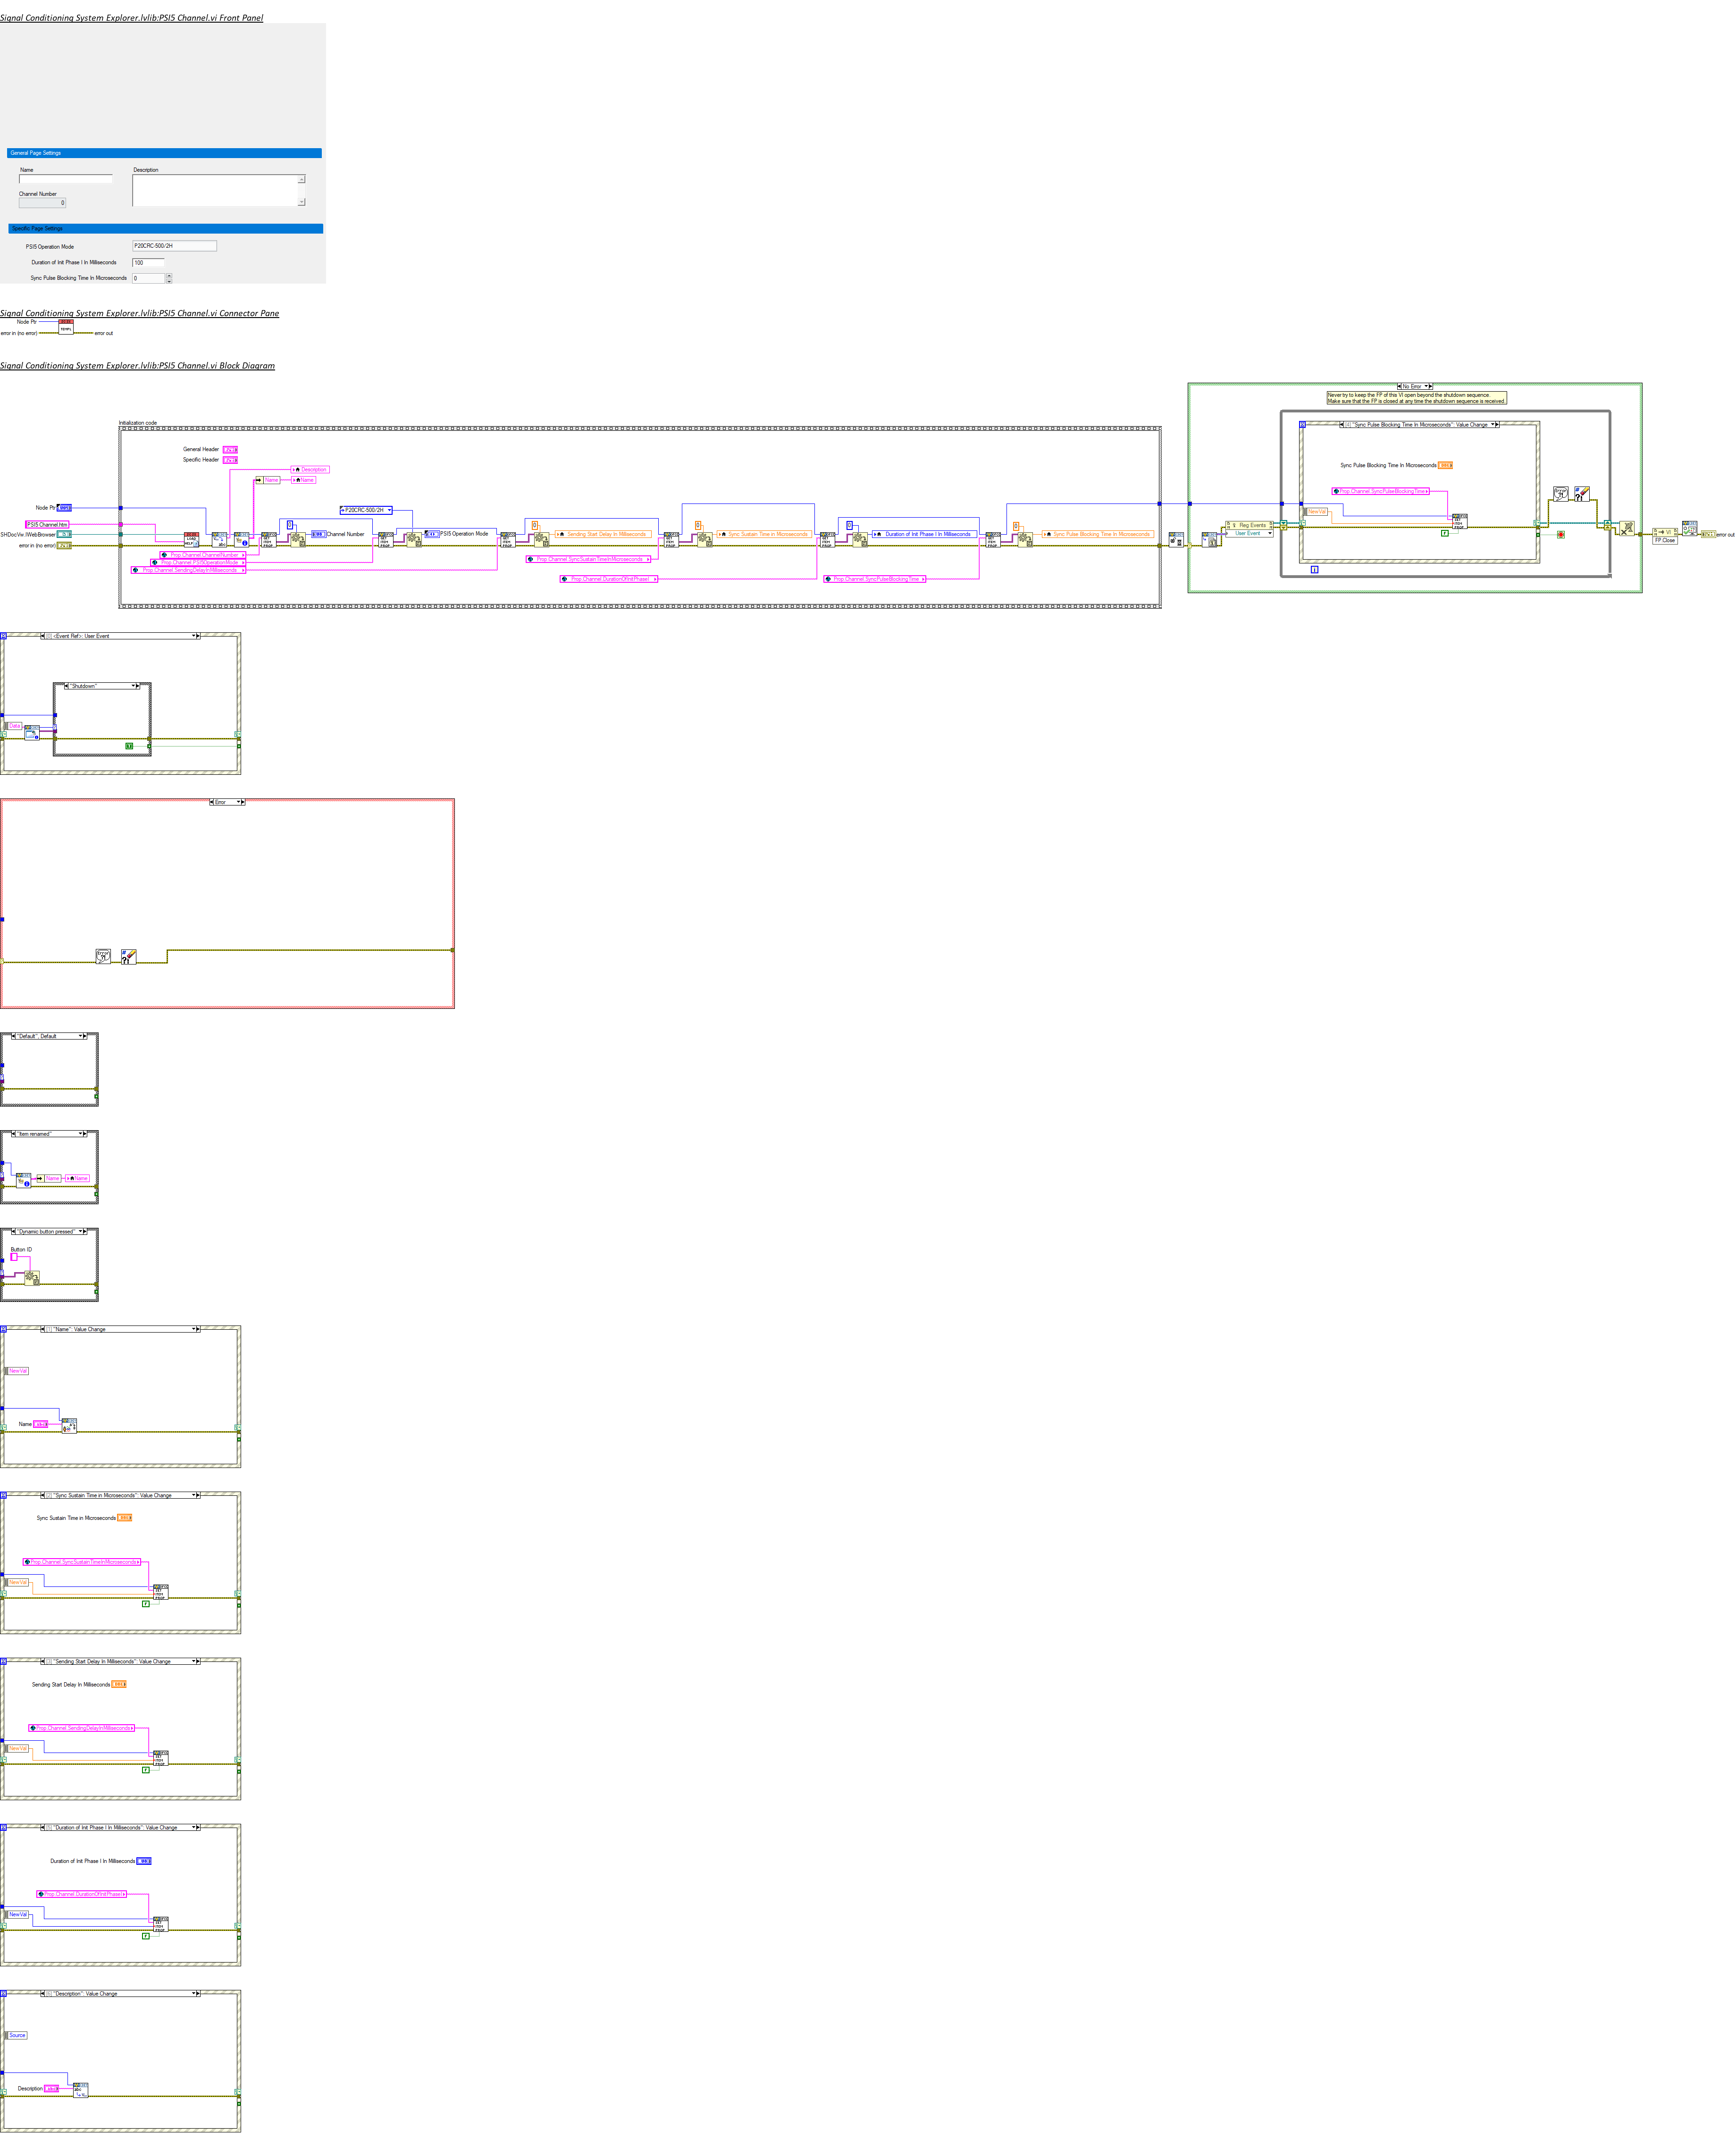 Signal Conditioning System Explorer.lvlib:PSI5 Channel.vi Front Panel
General Page Settings
Name
Description
Channel Number
0
Specific Page Settings
PSI5 Operation Mode
P20CRC-500/2H
Duration of Init Phase I In Milliseconds
100
Sync Pulse Blocking Time In Microseconds
0
Signal Conditioning System Explorer.lvlib:PSI5 Channel.vi Connector Pane
Node Ptr
error in (no error)
error out
Signal Conditioning System Explorer.lvlib:PSI5 Channel.vi Block Diagram
No Error
Never try to keep the FP of this VI open beyond the shutdown sequence.
Make sure that the FP is closed at any time the shutdown sequence is received.
Initialization code
[4] "Sync Pulse Blocking Time In Microseconds": Value Change
General Header
Specific Header
Sync Pulse Blocking Time In Microseconds
Description
Name
Name
Prop.Channel.SyncPulseBlockingTime
Node Ptr
P20CRC-500/2H
NewVal
PSI5 Channel.htm
SHDocVw.IWebBrowser
Channel Number
PSI5 Operation Mode
Sending Start Delay In Milliseconds
Sync Sustain Time in Microseconds
Duration of Init Phase I In Milliseconds
Sync Pulse Blocking Time In Microseconds
Reg Events
User Event
error in (no error)
VI
FP.Close
error out
Prop.Channel.ChannelNumber
Prop.Channel.PSI5OperationMode
Prop.Channel.SendingDelayInMilliseconds
Prop.Channel.SyncSustainTimeInMicroseconds
Prop.Channel.DurationOfInitPhaseI
Prop.Channel.SyncPulseBlockingTime
i
[0] <Event Ref>: User Event
"Shutdown"
Data
Error
"Default", Default
"Item renamed"
Name
Name
"Dynamic button pressed"
Button ID
[1] "Name": Value Change
NewVal
Name
[2] "Sync Sustain Time in Microseconds": Value Change
Sync Sustain Time in Microseconds
Prop.Channel.SyncSustainTimeInMicroseconds
NewVal
[3] "Sending Start Delay In Milliseconds": Value Change
Sending Start Delay In Milliseconds
Prop.Channel.SendingDelayInMilliseconds
NewVal
[5] "Duration of Init Phase I In Milliseconds": Value Change
Duration of Init Phase I In Milliseconds
Prop.Channel.DurationOfInitPhaseI
NewVal
[6] "Description": Value Change
Source
Description